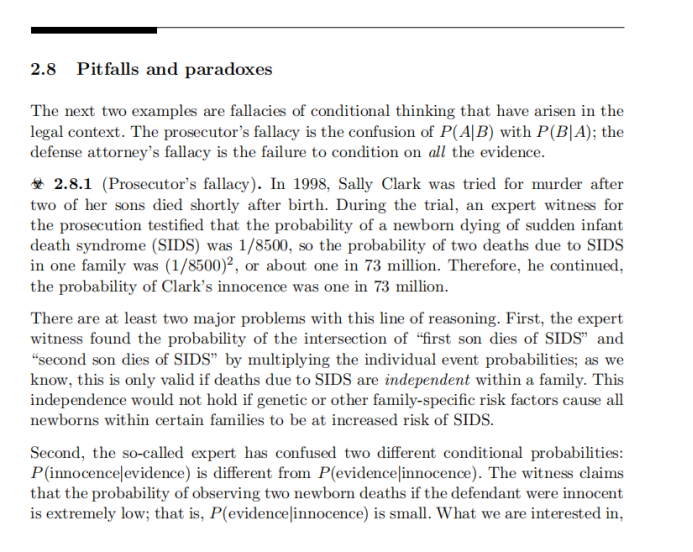 2.8 Pitfalls and paradoxes
The next two examples are fallacies of conditional thinking that have arisen in the
legal context. The prosecutor's fallacy is the confusion of P(A|B) with P(B|A); the
defense attorney's fallacy is the failure to condition on all the evidence.
☣ 2.8.1 (Prosecutor's fallacy). In 1998, Sally Clark was tried for murder after
two of her sons died shortly after birth. During the trial, an expert witness for
the prosecution testified that the probability of a newborn dying of sudden infant
death syndrome (SIDS) was 1/8500, so the probability of two deaths due to SIDS
in one family was (1/8500)², or about one in 73 million. Therefore, he continued,
the probability of Clark's innocence was one in 73 million.
There are at least two major problems with this line of reasoning. First, the expert
witness found the probability of the intersection of “first son dies of SIDS” and
“second son dies of SIDS” by multiplying the individual event probabilities; as we
know, this is only valid if deaths due to SIDS are independent within a family. This
independence would not hold if genetic or other family-specific risk factors cause all
newborns within certain families to be at increased risk of SIDS.
Second, the so-called expert has confused two different conditional probabilities:
P(innocence|evidence) is different from P(evidence|innocence). The witness claims
that the probability of observing two newborn deaths if the defendant were innocent
is extremely low; that is, P(evidence|innocence) is small. What we are interested in,